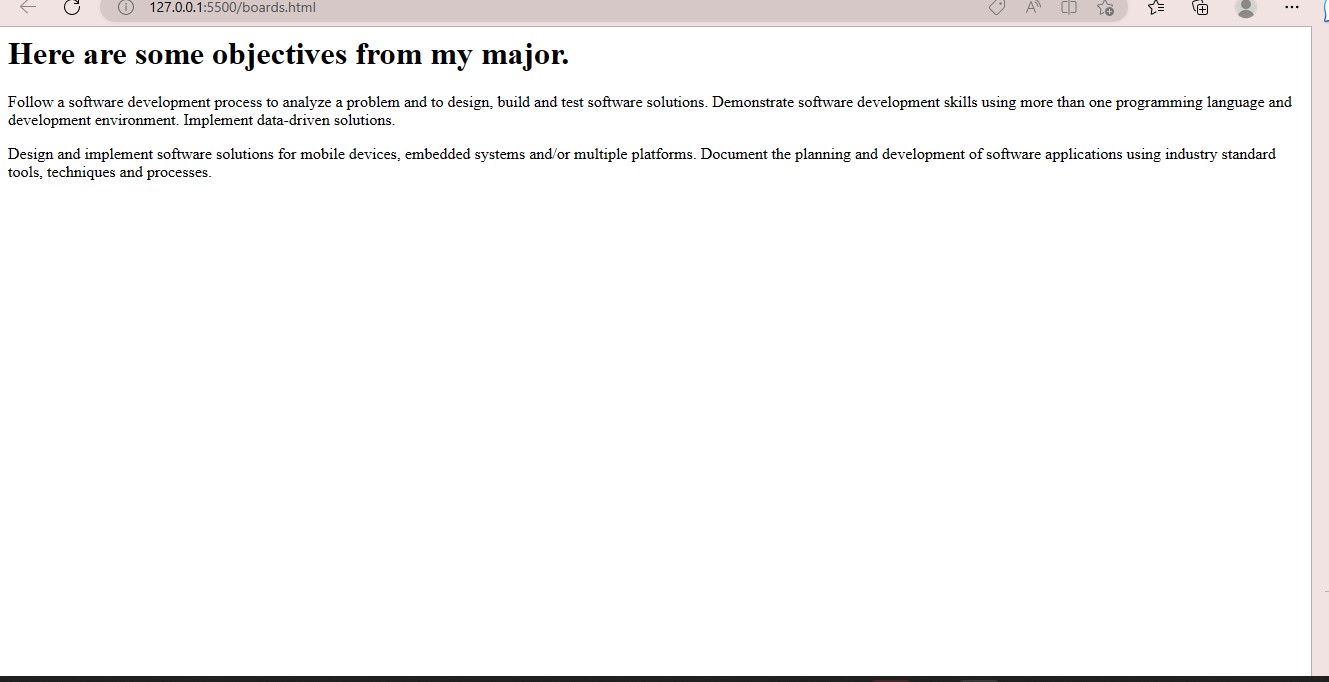 127.0.0.1:5500/boards.html
Here are some objectives from my major.
Follow a software development process to analyze a problem and to design, build and test software solutions. Demonstrate software development skills using more than one programming language and
development environment. Implement data-driven solutions.
Design and implement software solutions for mobile devices, embedded systems and/or multiple platforms. Document the planning and development of software applications using industry standard
tools, techniques and processes.